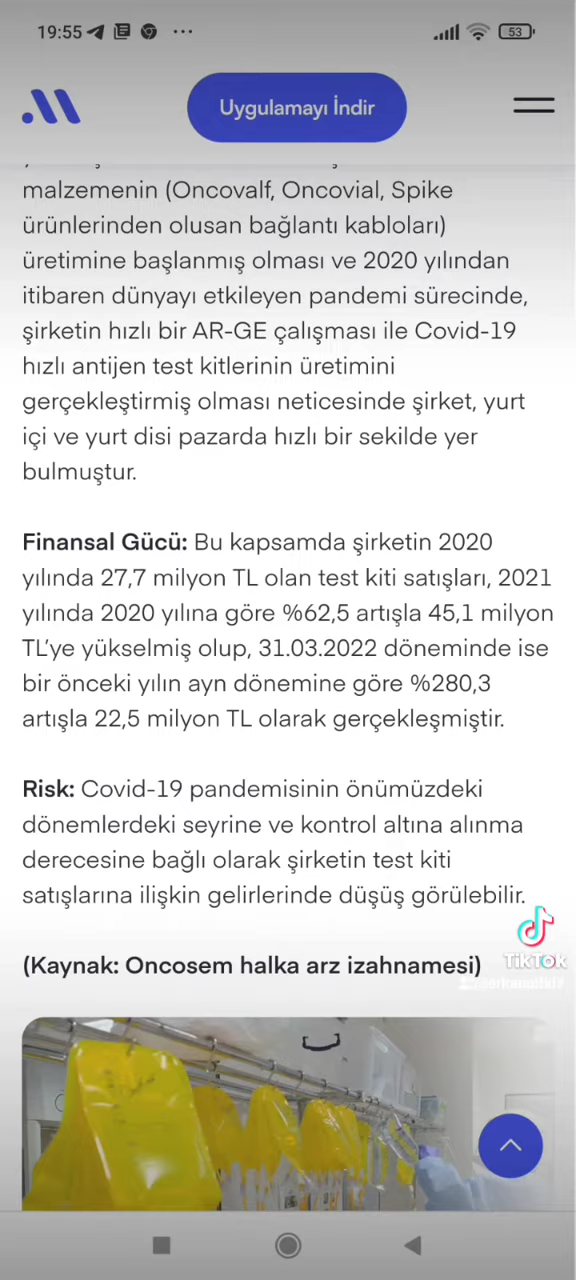 19:55
53
Uygulamayı İndir
malzemenin (Oncovalf, Oncovial, Spike
ürünlerinden olusan bağlantı kabloları)
üretimine başlanmış olması ve 2020 yılından
itibaren dünyayı etkileyen pandemi sürecinde,
şirketin hızlı bir AR-GE çalışması ile Covid-19
hızlı antijen test kitlerinin üretimini
gerçekleştirmiş olması neticesinde şirket, yurt
içi ve yurt disi pazarda hızlı bir sekilde yer
bulmuştur.
Finansal Gücü: Bu kapsamda şirketin 2020
yılında 27,7 milyon TL olan test kiti satışları, 2021
yılında 2020 yılına göre %62,5 artışla 45,1 milyon
TL’ye yükselmiş olup, 31.03.2022 döneminde ise
bir önceki yılın ayn dönemine göre %280,3
artışla 22,5 milyon TL olarak gerçekleşmiştir.
Risk: Covid-19 pandemisinin önümüzdeki
dönemlerdeki seyrine ve kontrol altına alınma
derecesine bağlı olarak şirketin test kiti
satışlarına ilişkin gelirlerinde düşüş görülebilir.
(Kaynak: Oncosem halka arz izahnamesi)
TikTok